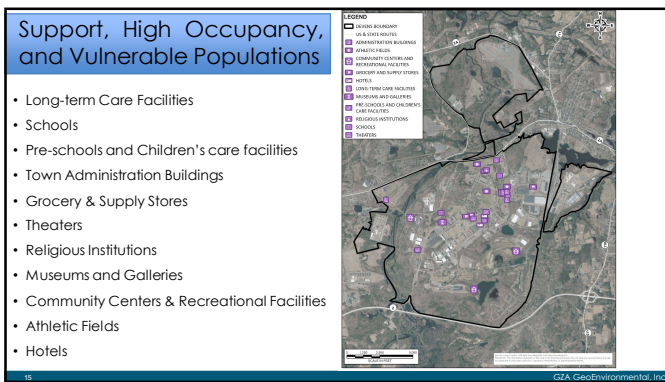 Support, High Occupancy,
and Vulnerable Populations
• Long-term Care Facilities
• Schools
• Pre-schools and Children's care facilities
• Town Administration Buildings
• Grocery & Supply Stores
• Theaters
• Religious Institutions
• Museums and Galleries
• Community Centers & Recreational Facilities
• Athletic Fields
• Hotels
LEGEND
DEVENS BOUNDARY
US & STATE ROUTES
ADMINISTRATION BUILDINGS
ATHLETIC FIELDS
COMMUNITY CENTERS AND
RECREATIONAL FACILITIES
GROCERY AND SUPPLY STORES
HOTELS
LONG-TERM CARE FACILITIES
MUSEUMS AND GALLERIES
PRE-SCHOOLS AND CHILDREN'S
CARE FACILITIES
RELIGIOUS INSTITUTIONS
SCHOOLS
THEATERS
SCALE IN FEET
15
GZA GeoEnvironmental, Inc